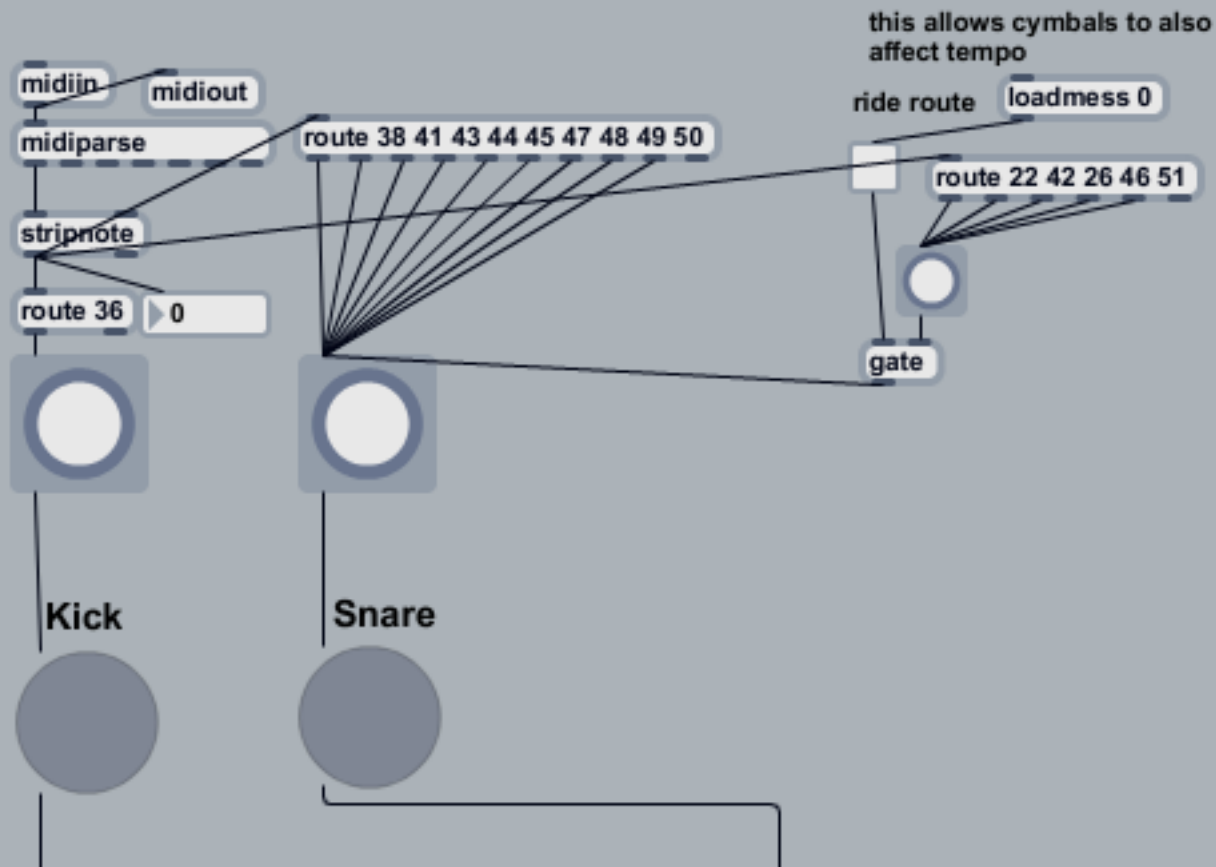 this allows cymbals to also
affect tempo
midiin
midiout
ride route
loadmess 0
midiparse
route 38 41 43 44 45 47 48 49 50
route 22 42 26 46 51
stripnote
route 36
0
gate
Kick
Snare